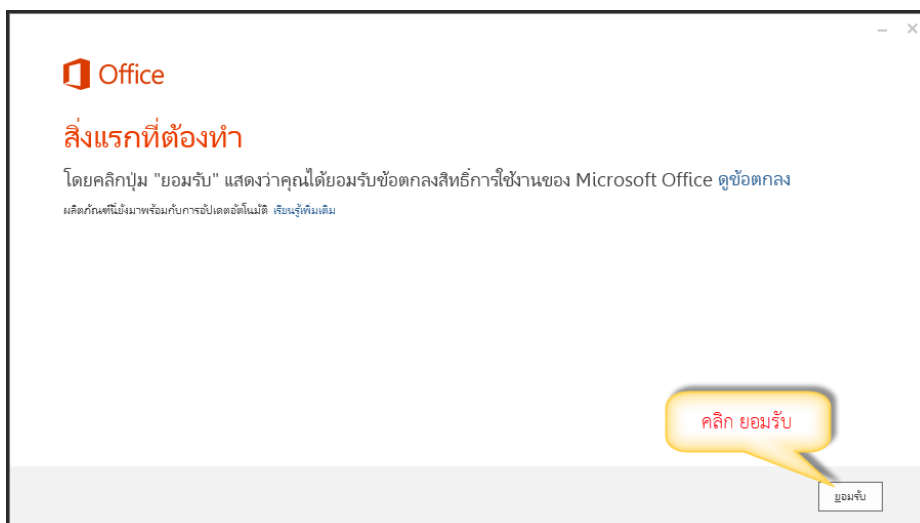 Office
สิ่งแรกที่ต้องทำ
โดยคลิกปุ่ม "ยอมรับ" แสดงว่าคุณได้ยอมรับข้อตกลงสิทธิ์การใช้งานของ Microsoft Office ดูข้อตกลง
ผลิตภัณฑ์นี้ยังมาพร้อมกับการอัปเดตอัตโนมัติ เรียนรู้เพิ่มเติม
คลิก ยอมรับ
ยอมรับ